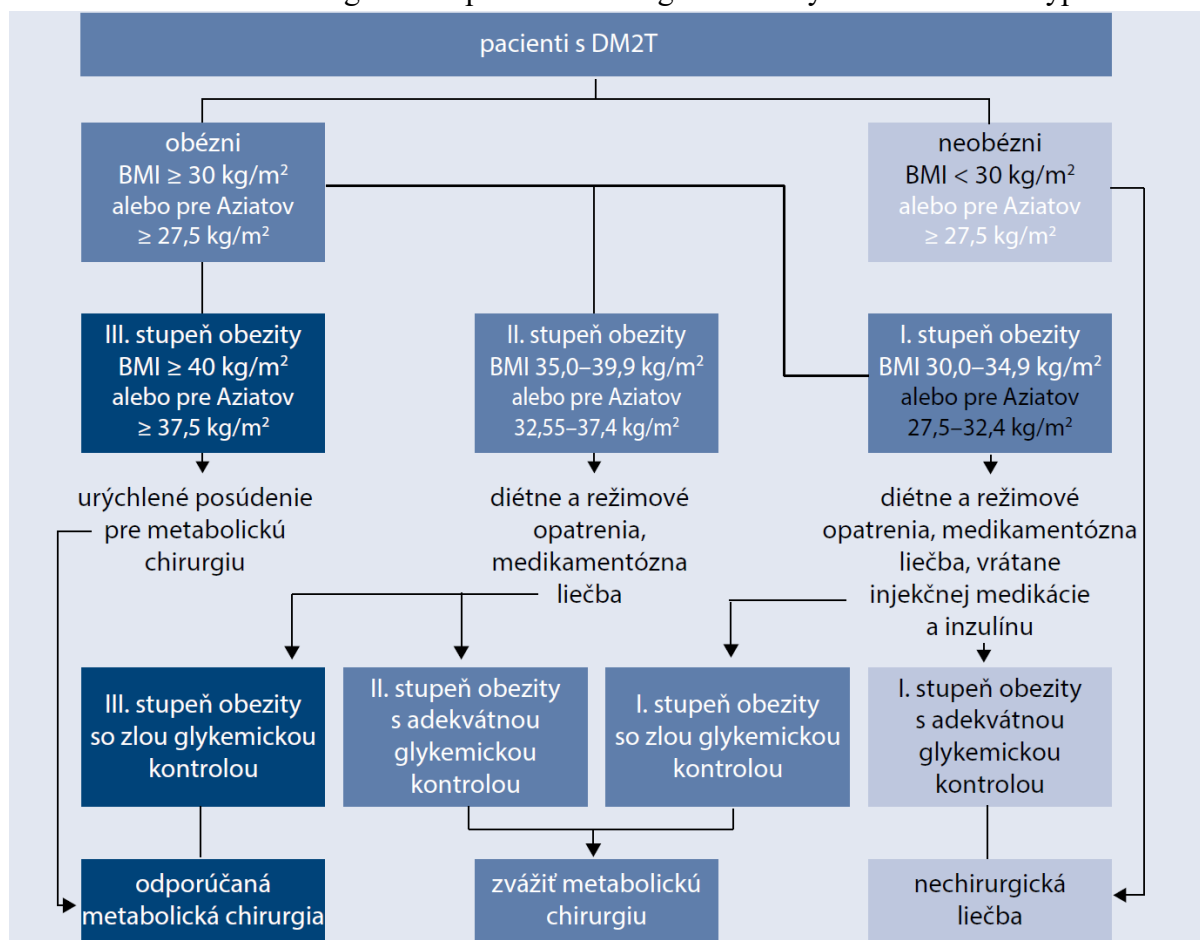 pacienti s DM2T
obézni
BMI ≥ 30 kg/m²
alebo pre Aziatov
≥ 27,5 kg/m²
neobézni
BMI < 30 kg/m²
alebo pre Aziatov
≥ 27,5 kg/m²
III. stupeň obezity
BMI ≥ 40 kg/m²
alebo pre Aziatov
≥ 37,5 kg/m²
II. stupeň obezity
BMI 35,0–39,9 kg/m²
alebo pre Aziatov
32,55–37,4 kg/m²
I. stupeň obezity
BMI 30,0–34,9 kg/m²
alebo pre Aziatov
27,5–32,4 kg/m²
urýchlené posúdenie
pre metabolickú
chirurgiu
diétne a režimové
opatrenia,
medikamentózna
liečba
diétne a režimové
opatrenia, medikamentózna
liečba, vrátane
injekčnej medikácie
a inzulínu
III. stupeň obezity
so zlou glykemickou
kontrolou
II. stupeň obezity
s adekvátnou
glykemickou
kontrolou
I. stupeň obezity
so zlou glykemickou
kontrolou
I. stupeň obezity
s adekvátnou
glykemickou
kontrolou
odporúčaná
metabolická chirurgia
zvážiť metabolickú
chirurgiu
nechirurgická
liečba